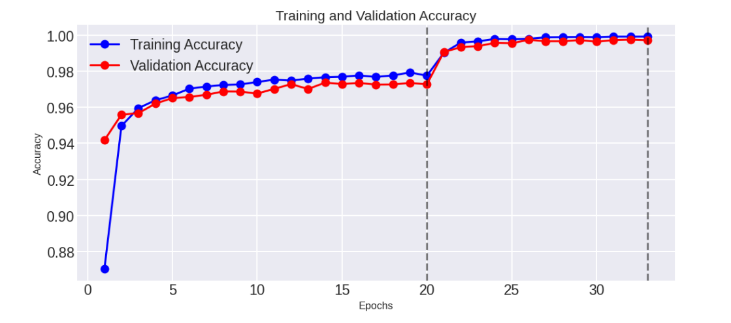 Training and Validation Accuracy
1.00
0.98
0.96
0.94
0.92
0.90
0.88
Accuracy
Training Accuracy
Validation Accuracy
0 5 10 15 20 25 30
Epochs